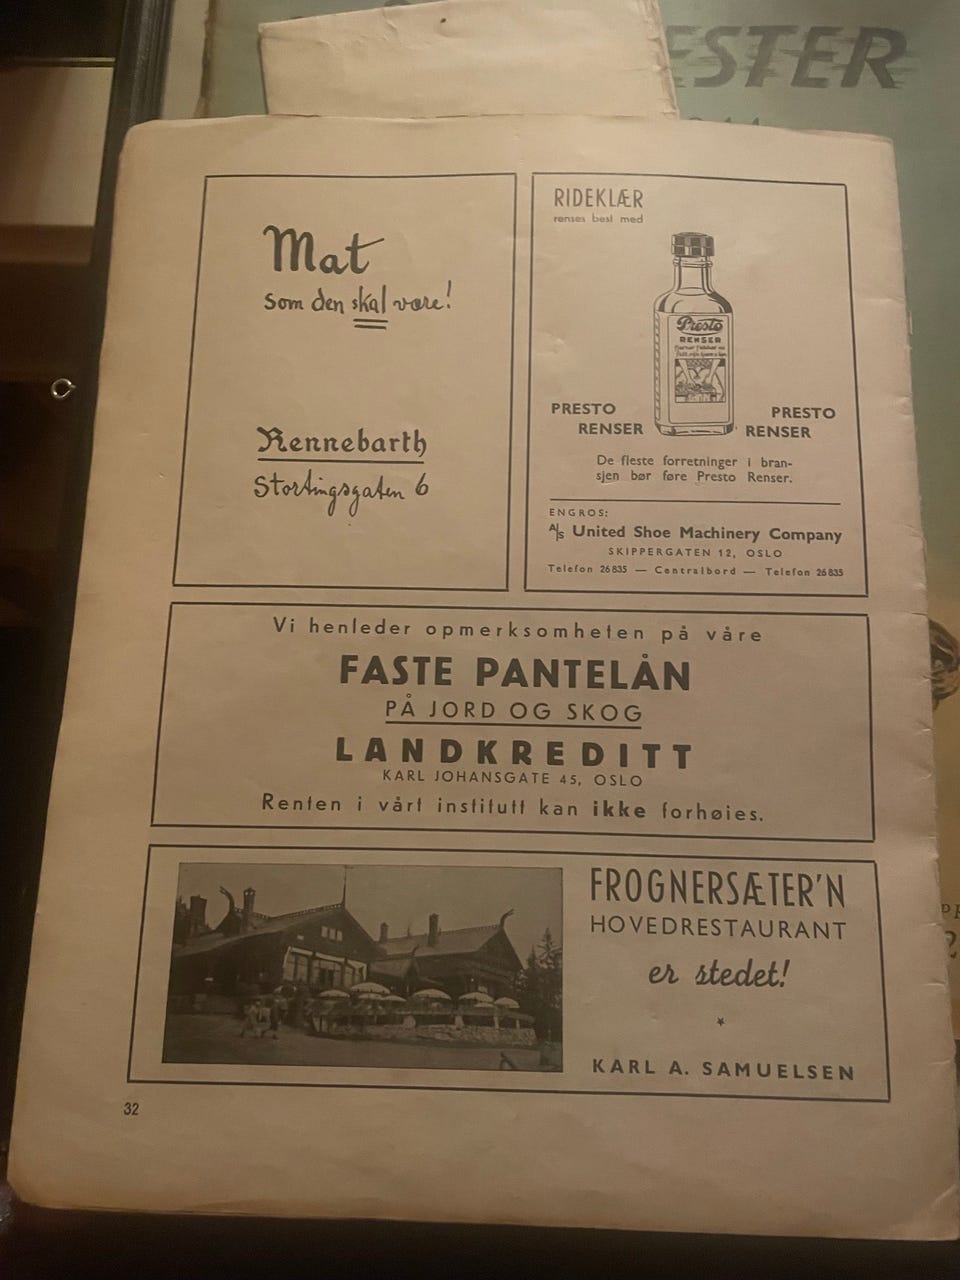 ESTER
Mat
som den skal være!
Rennebarth
Stortingsgaten 6
RIDEKLÆR
renses best med
Presto
RENSER
PRESTO
RENSER
PRESTO
RENSER
De fleste forretninger i bran-
sjen bør føre Presto Renser.
ENGROS:
A/s United Shoe Machinery Company
SKIPPERGATEN 12, OSLO
Telefon 26835 — Centralbord — Telefon 26835
Vi henleder opmerksomheten på våre
FASTE PANTELÅN
PÅ JORD OG SKOG
LANDKREDITT
KARL JOHANSGATE 45, OSLO
Renten i vårt institutt kan ikke forhøies.
FROGNERSÆTER'N
HOVEDRESTAURANT
er stedet!
KARL A. SAMUELSEN
32